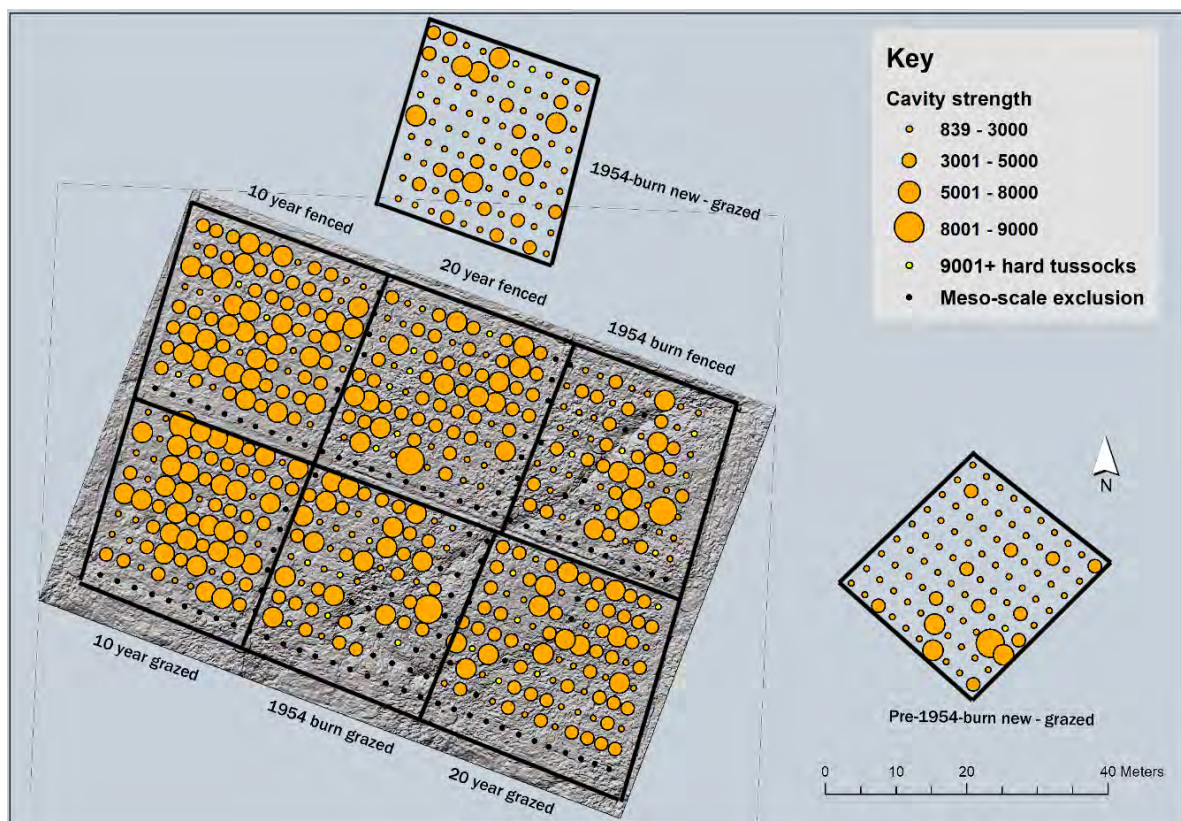 Key
Cavity strength
839 - 3000
3001 - 5000
5001 - 8000
8001 - 9000
9001+ hard tussocks
Meso-scale exclusion
1954-burn new - grazed
10 year fenced
20 year fenced
1954 burn fenced
N
10 year grazed
1954 burn grazed
20 year grazed
Pre-1954-burn new - grazed
0 10 20 40 Meters